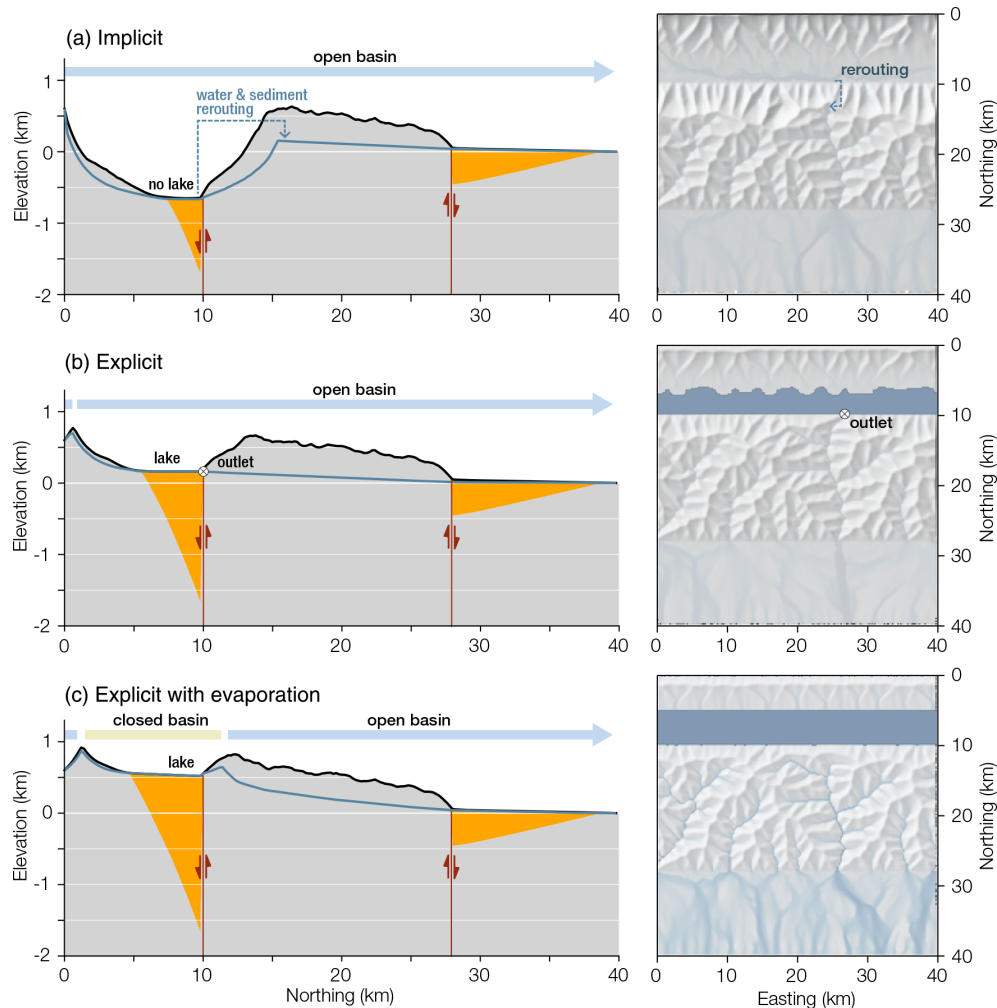 (a) Implicit
open basin
water & sediment
rerouting
no lake
Elevation (km)
1
0
-1
-2
0 10 20 30 40
rerouting
0
10
20
30
40
Northing (km)
0 10 20 30 40
(b) Explicit
open basin
lake
outlet
Elevation (km)
1
0
-1
-2
0 10 20 30 40
outlet
0
10
20
30
40
Northing (km)
0 10 20 30 40
(c) Explicit with evaporation
closed basin open basin
lake
Elevation (km)
1
0
-1
-2
0 10 20 30 40
Northing (km)
0
10
20
30
40
Northing (km)
0 10 20 30 40
Easting (km)